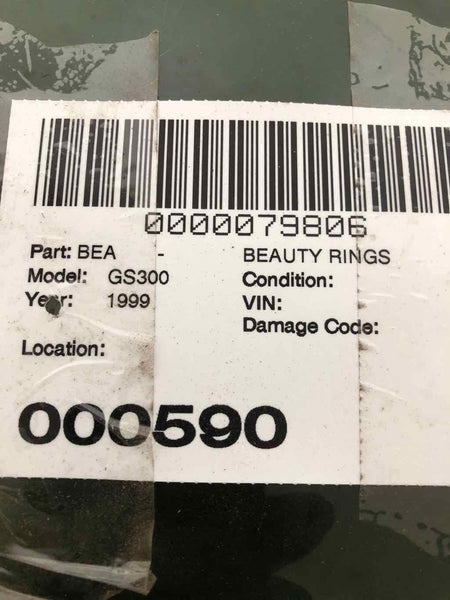 0000079806
Part: BEA - BEAUTY RINGS
Model: GS300 Condition:
Year: 1999 VIN:
Damage Code:
Location:
000590